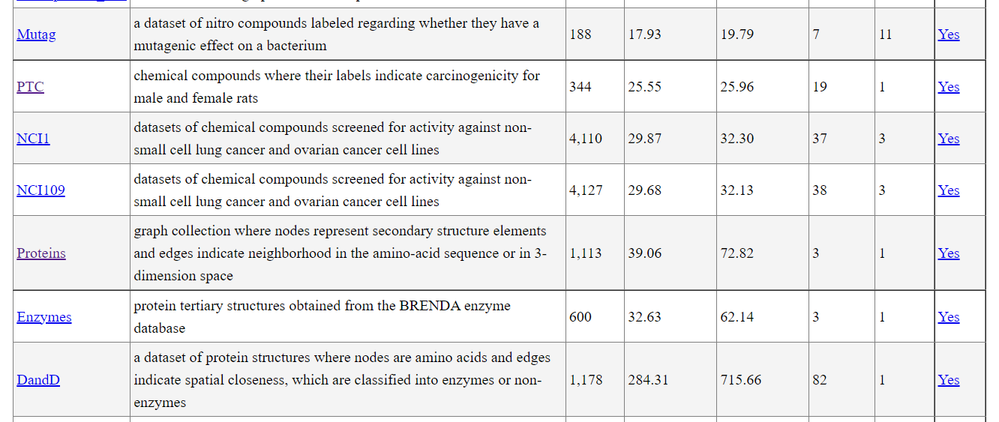 Mutag
a dataset of nitro compounds labeled regarding whether they have a
mutagenic effect on a bacterium
188 17.93 19.79 7 11 Yes
PTC
chemical compounds where their labels indicate carcinogenicity for
male and female rats
344 25.55 25.96 19 1 Yes
NCI1
datasets of chemical compounds screened for activity against non-
small cell lung cancer and ovarian cancer cell lines
4,110 29.87 32.30 37 3 Yes
NCI109
datasets of chemical compounds screened for activity against non-
small cell lung cancer and ovarian cancer cell lines
4,127 29.68 32.13 38 3 Yes
Proteins
graph collection where nodes represent secondary structure elements
and edges indicate neighborhood in the amino-acid sequence or in 3-
dimension space
1,113 39.06 72.82 3 1 Yes
Enzymes
protein tertiary structures obtained from the BRENDA enzyme
database
600 32.63 62.14 3 1 Yes
DandD
a dataset of protein structures where nodes are amino acids and edges
indicate spatial closeness, which are classified into enzymes or non-
enzymes
1,178 284.31 715.66 82 1 Yes